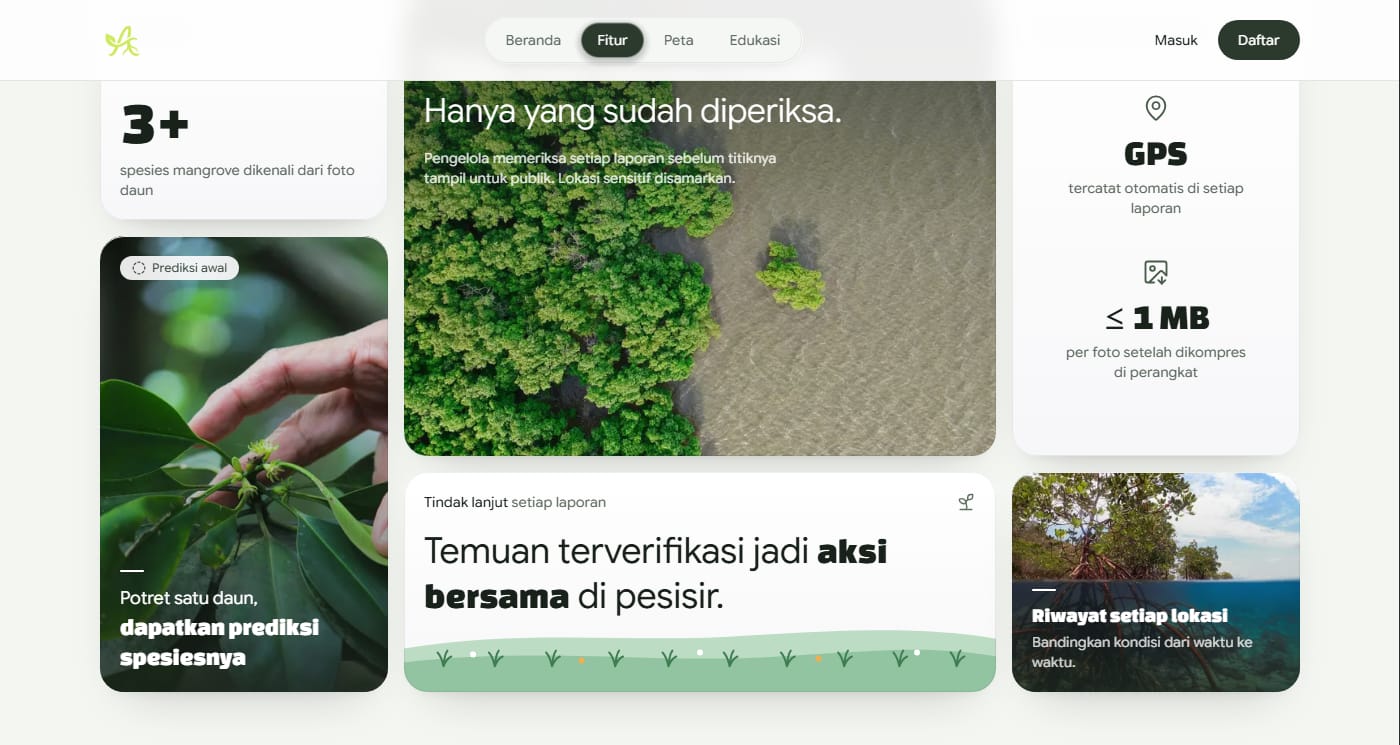 Beranda
Fitur
Peta
Edukasi
Masuk
Daftar
3+
spesies mangrove dikenali dari foto
daun
Hanya yang sudah diperiksa.
Pengelola memeriksa setiap laporan sebelum titiknya
tampil untuk publik. Lokasi sensitif disamarkan.
GPS
tercatat otomatis di setiap
laporan
≤ 1 MB
per foto setelah dikompres
di perangkat
Prediksi awal
Potret satu daun,
dapatkan prediksi
spesiesnya
Tindak lanjut setiap laporan
Temuan terverifikasi jadi aksi
bersama di pesisir.
Riwayat setiap lokasi
Bandingkan kondisi dari waktu ke
waktu.